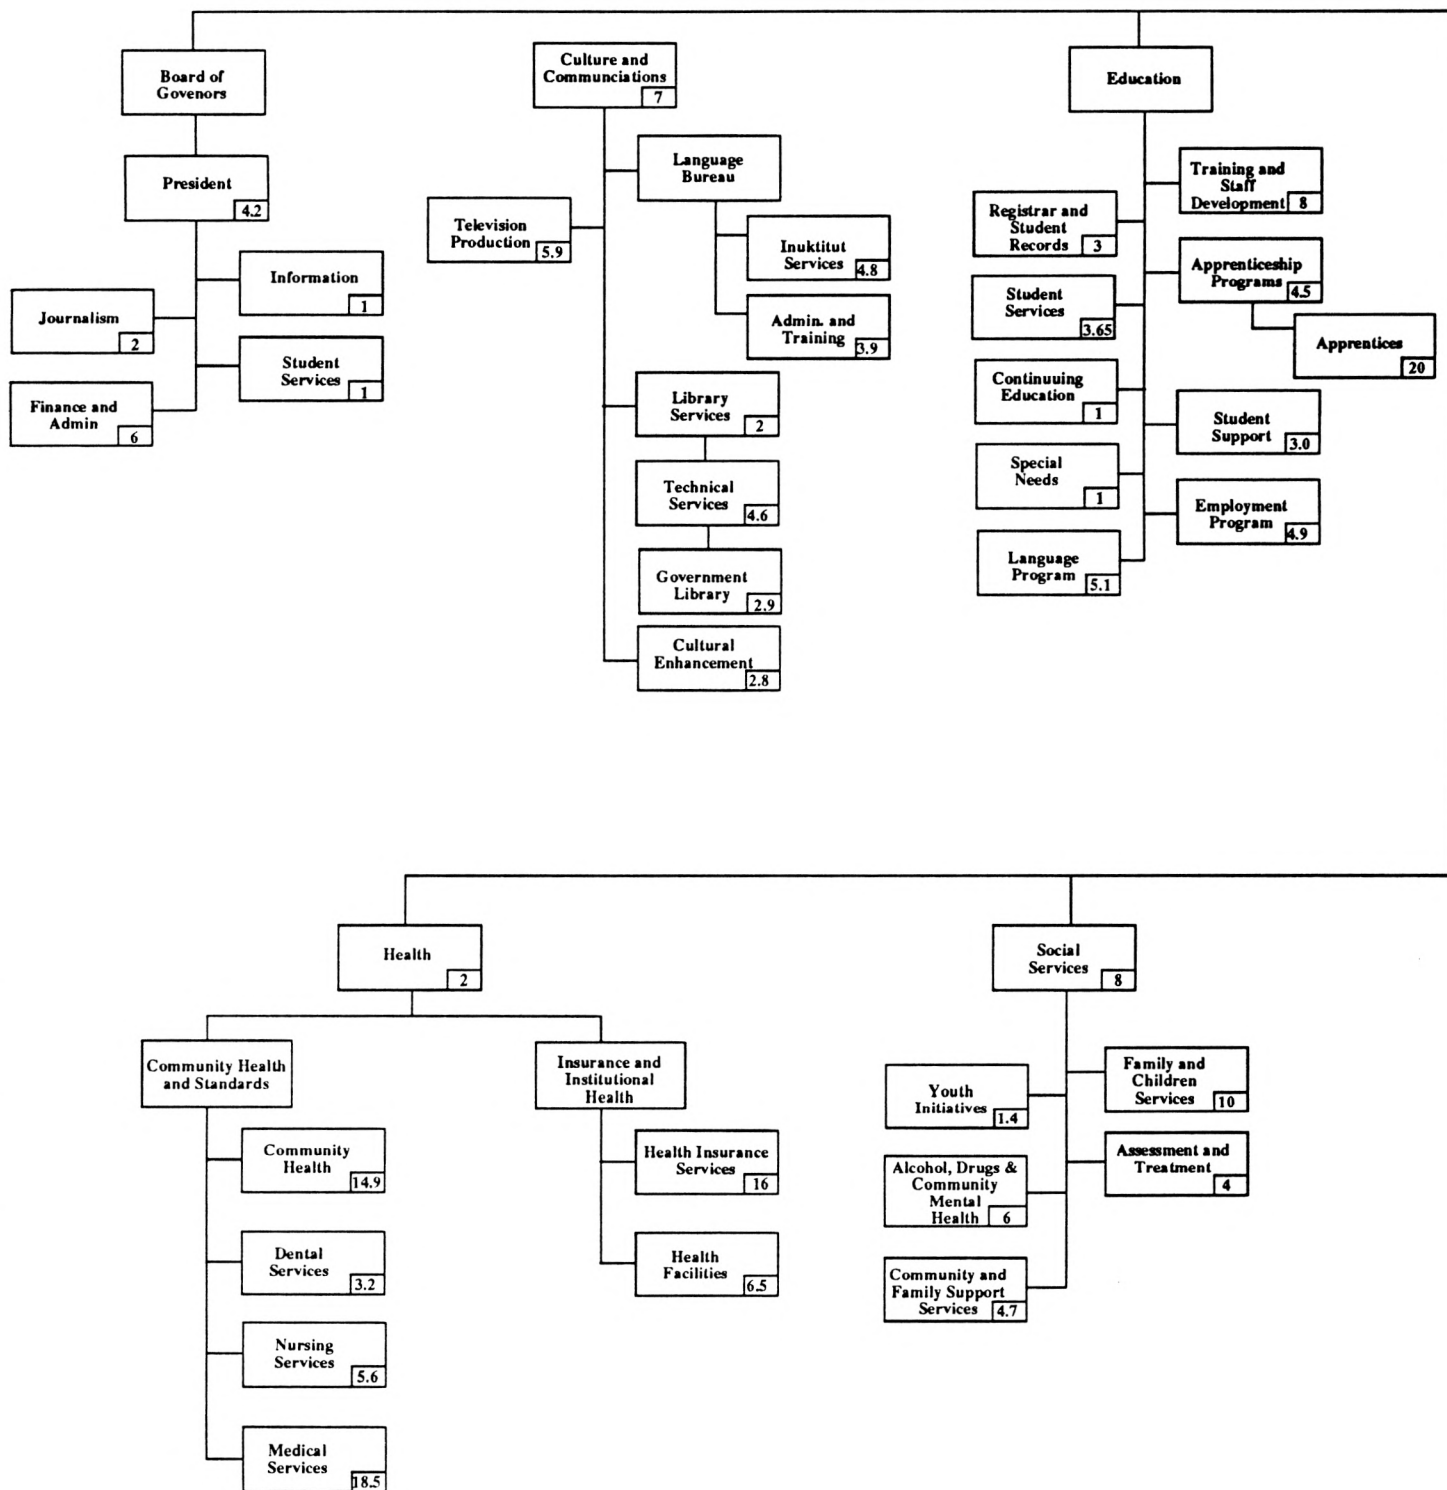 Board of
Govenors
President
4.2
Information
1
Journalism
2
Student
Services
1
Finance and
Admin
6
Culture and
Communciations
7
Language
Bureau
Television
Production
5.9
Inuktitut
Services
4.8
Admin. and
Training
3.9
Library
Services
2
Technical
Services
4.6
Government
Library
2.9
Cultural
Enhancement
2.8
Education
Training and
Staff
Development
8
Registrar and
Student
Records
3
Apprenticeship
Programs
4.5
Student
Services
3.65
Apprentices
20
Continuuing
Education
1
Student
Support
3.0
Special
Needs
1
Employment
Program
4.9
Language
Program
5.1
Health
2
Community Health
and Standards
Community
Health
14.9
Dental
Services
3.2
Nursing
Services
5.6
Medical
Services
18.5
Insurance and
Institutional
Health
Health Insurance
Services
16
Health
Facilities
6.5
Social
Services
8
Family and
Children
Services
10
Youth
Initiatives
1.4
Assessment and
Treatment
4
Alcohol, Drugs &
Community
Mental
Health
6
Community and
Family Support
Services
4.7